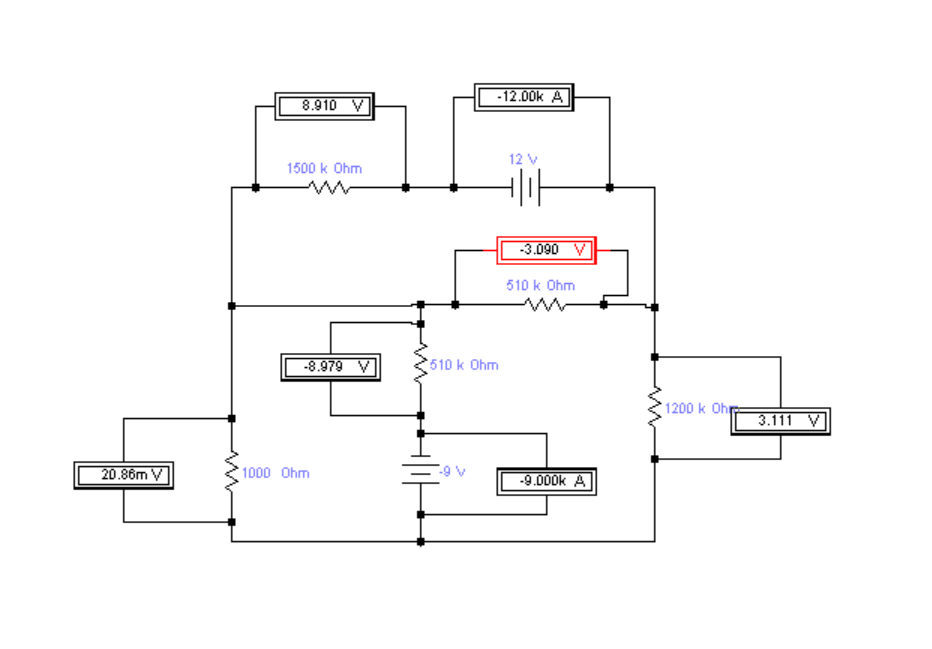 -12.00k A
8.910 V
12 V
1500 k Ohm
-3.090 V
510 k Ohm
-8.979 V
510 k Ohm
1200 k Ohm
3.111 V
20.86m V
1000 Ohm
-9 V
-9.000k A